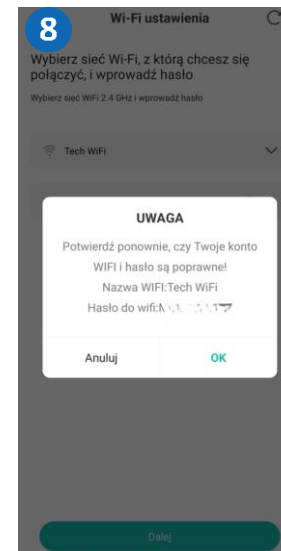 8
Wi-Fi ustawienia
Wybierz sieć Wi-Fi, z którą chcesz się
połączyć, i wprowadź hasło
Wybierz sieć WiFi 2.4 GHz i wprowadź hasło
Tech WiFi
UWAGA
Potwierdź ponownie, czy Twoje konto
WIFI i hasło są poprawne!
Nazwa WIFI:Tech WiFi
Hasło do wifi:
Anuluj
OK
Dalej